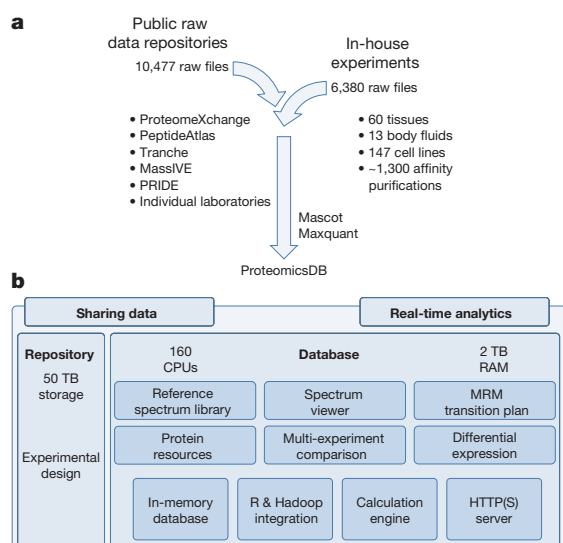 a
Public raw
data repositories
10,477 raw files
In-house
experiments
6,380 raw files
• ProteomeXchange
• PeptideAtlas
• Tranche
• MassIVE
• PRIDE
• Individual laboratories
• 60 tissues
• 13 body fluids
• 147 cell lines
• ~1,300 affinity
purifications
Mascot
Maxquant
ProteomicsDB
b
Sharing data
Real-time analytics
Repository
50 TB
storage
Experimental
design
160
CPUs
Database
2 TB
RAM
Reference
spectrum library
Spectrum
viewer
MRM
transition plan
Protein
resources
Multi-experiment
comparison
Differential
expression
In-memory
database
R & Hadoop
integration
Calculation
engine
HTTP(S)
server